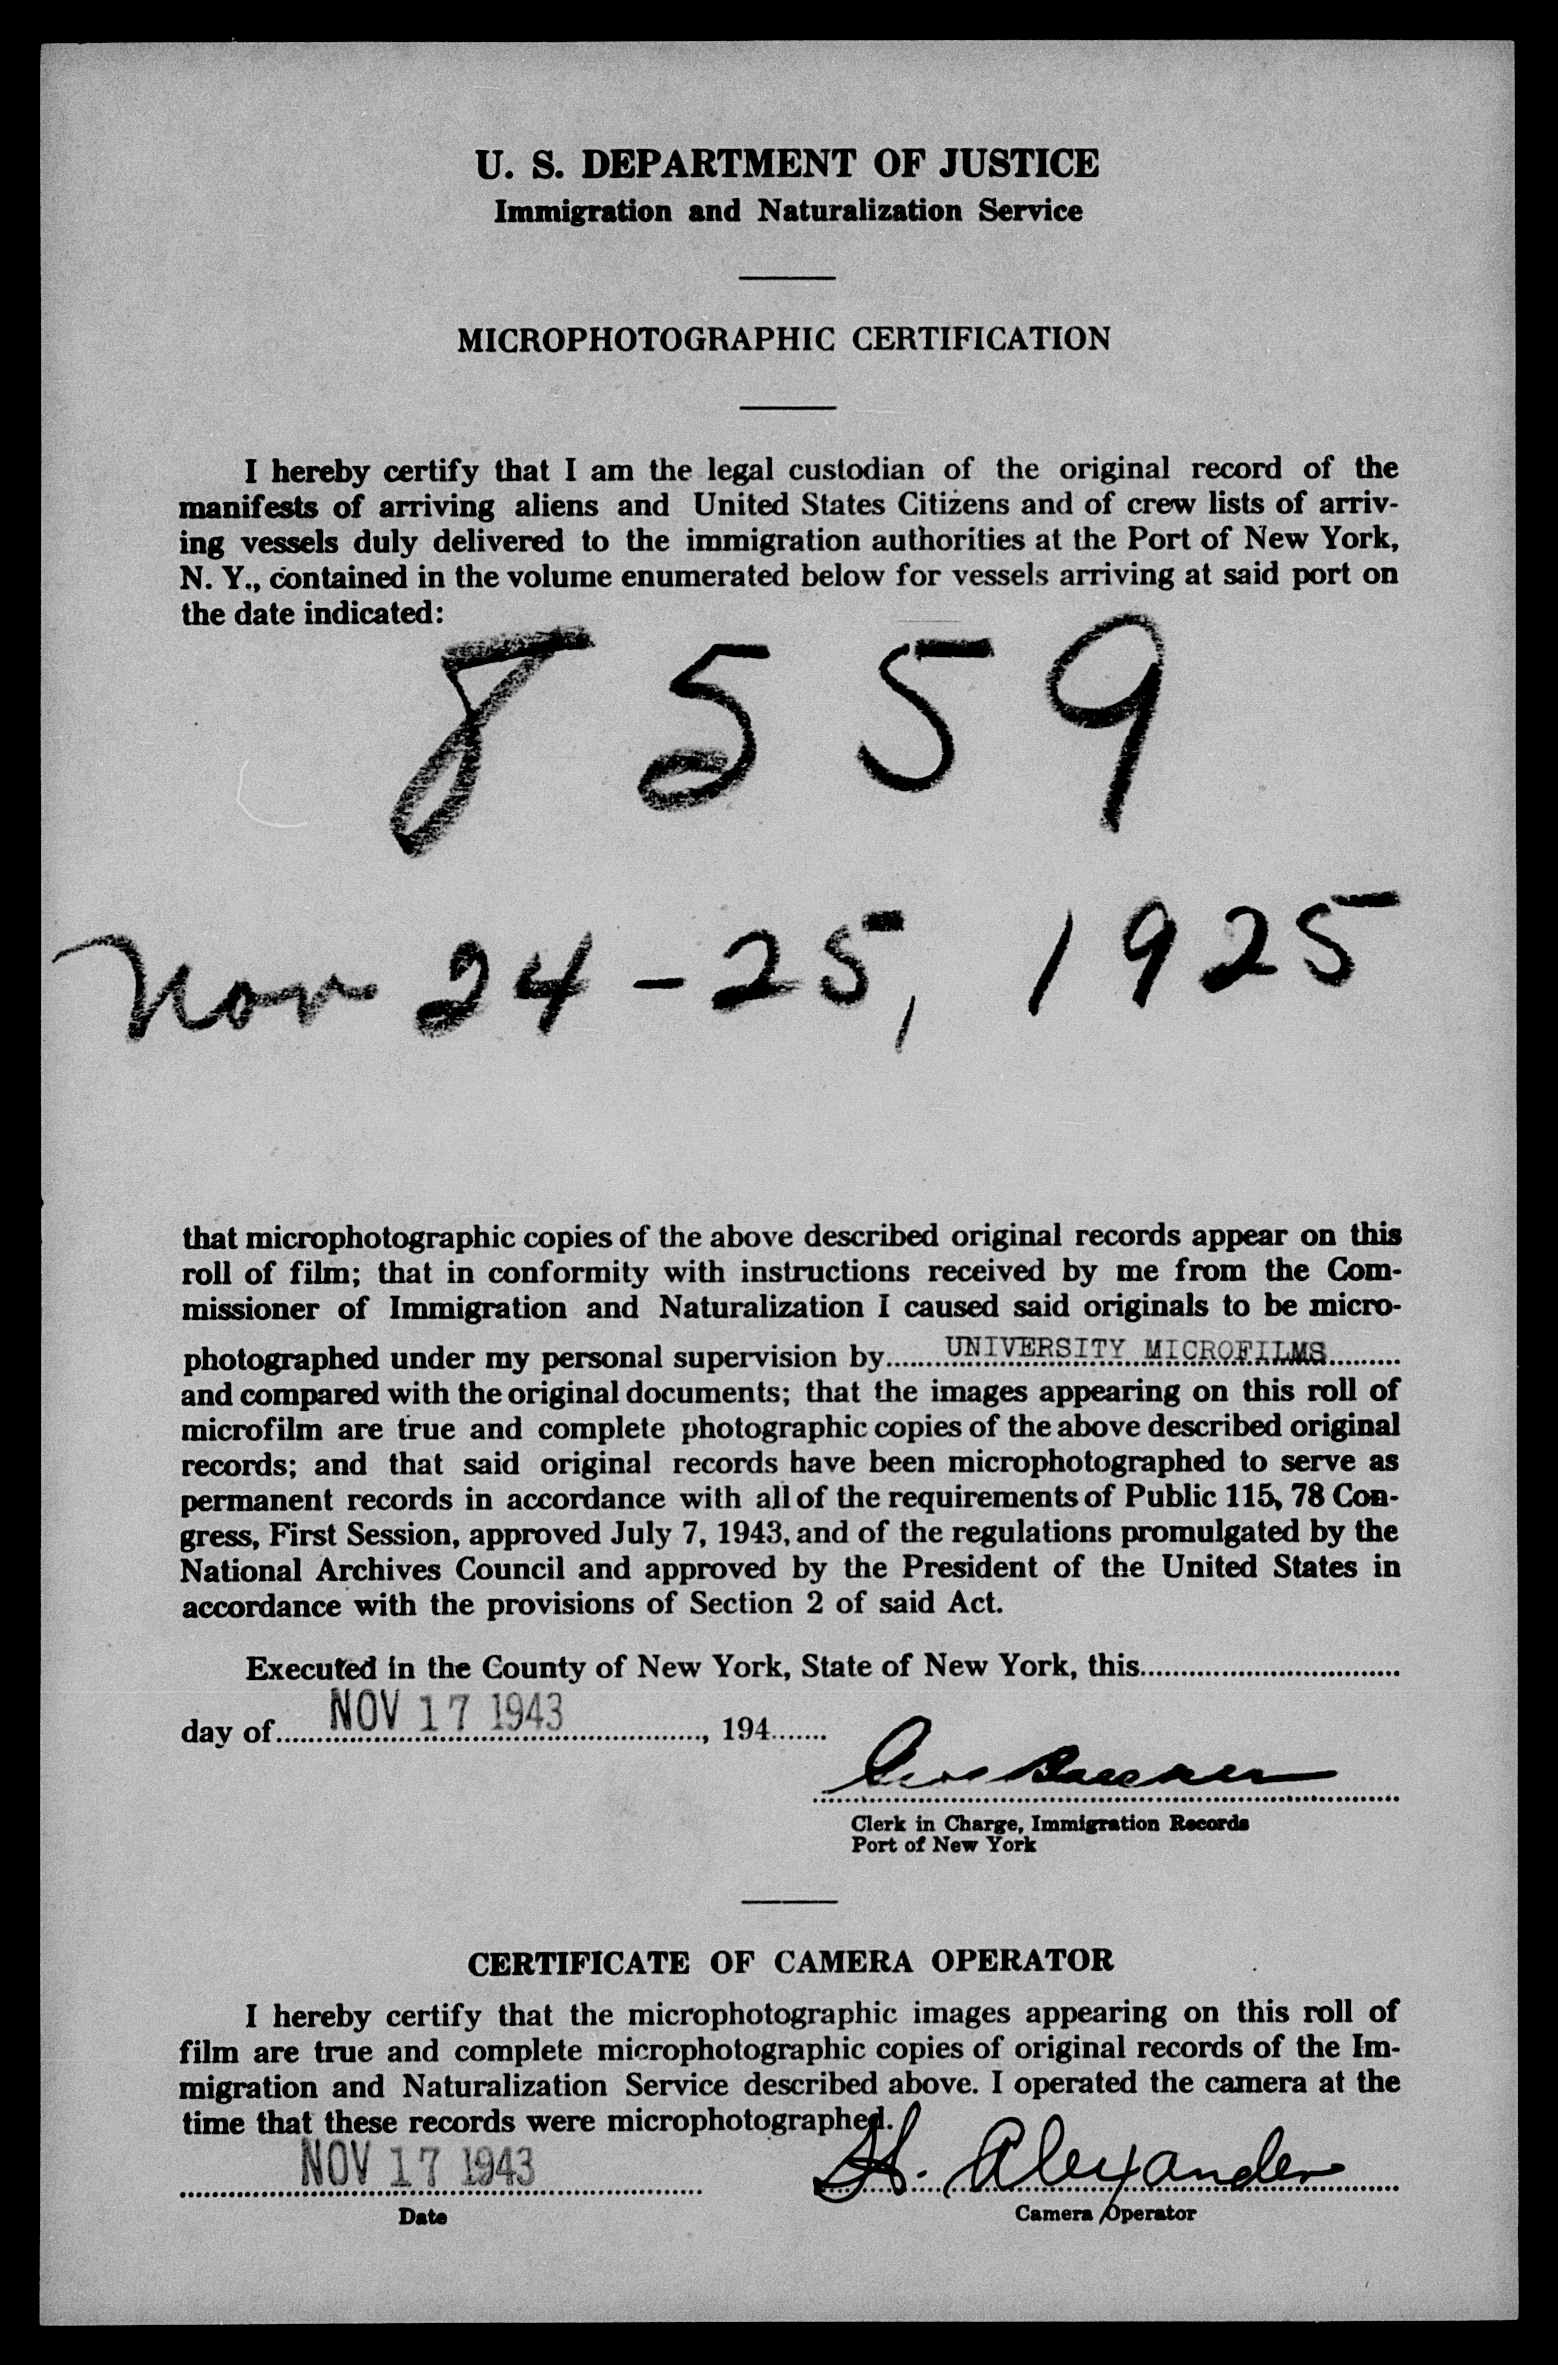 U. S. DEPARTMENT OF JUSTICE
Immigration and Naturalization Service
MICROPHOTOGRAPHIC CERTIFICATION
I hereby certify that I am the legal custodian of the original record of the
manifests of arriving aliens and United States Citizens and of crew lists of arriv-
ing vessels duly delivered to the immigration authorities at the Port of New York,
N. Y., contained in the volume enumerated below for vessels arriving at said port on
the date indicated:
8559
Nov 24-25, 1925
that microphotographic copies of the above described original records appear on this
roll of film; that in conformity with instructions received by me from the Com-
missioner of Immigration and Naturalization I caused said originals to be micro-
photographed under my personal supervision by UNIVERSITY MICROFILMS
and compared with the original documents; that the images appearing on this roll of
microfilm are true and complete photographic copies of the above described original
records; and that said original records have been microphotographed to serve as
permanent records in accordance with all of the requirements of Public 115, 78 Con-
gress, First Session, approved July 7, 1943, and of the regulations promulgated by the
National Archives Council and approved by the President of the United States in
accordance with the provisions of Section 2 of said Act.
Executed in the County of New York, State of New York, this
day of NOV 17 1943, 194
Clerk in Charge, Immigration Records
Port of New York
CERTIFICATE OF CAMERA OPERATOR
I hereby certify that the microphotographic images appearing on this roll of
film are true and complete microphotographic copies of original records of the Im-
migration and Naturalization Service described above. I operated the camera at the
time that these records were microphotographed.
NOV 17 1943 H. Alexander
Date Camera Operator